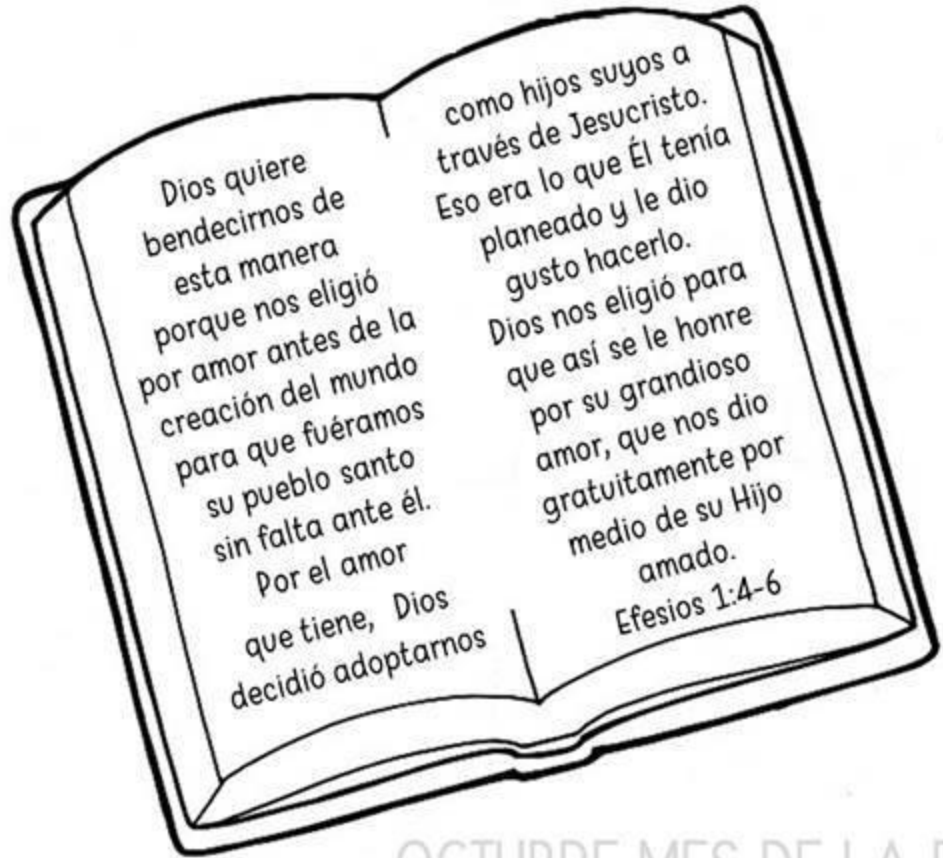 Dios quiere
bendecirnos de
esta manera
porque nos eligió
por amor antes de la
creación del mundo
para que fuéramos
su pueblo santo
sin falta ante él.
Por el amor
que tiene, Dios
decidió adoptarnos
como hijos suyos a
través de Jesucristo.
Eso era lo que Él tenía
planeado y le dio
gusto hacerlo.
Dios nos eligió para
que así se le honre
por su grandioso
amor, que nos dio
gratuitamente por
medio de su Hijo
amado.
Efesios 1:4-6
OCTUBRE MES DE LA